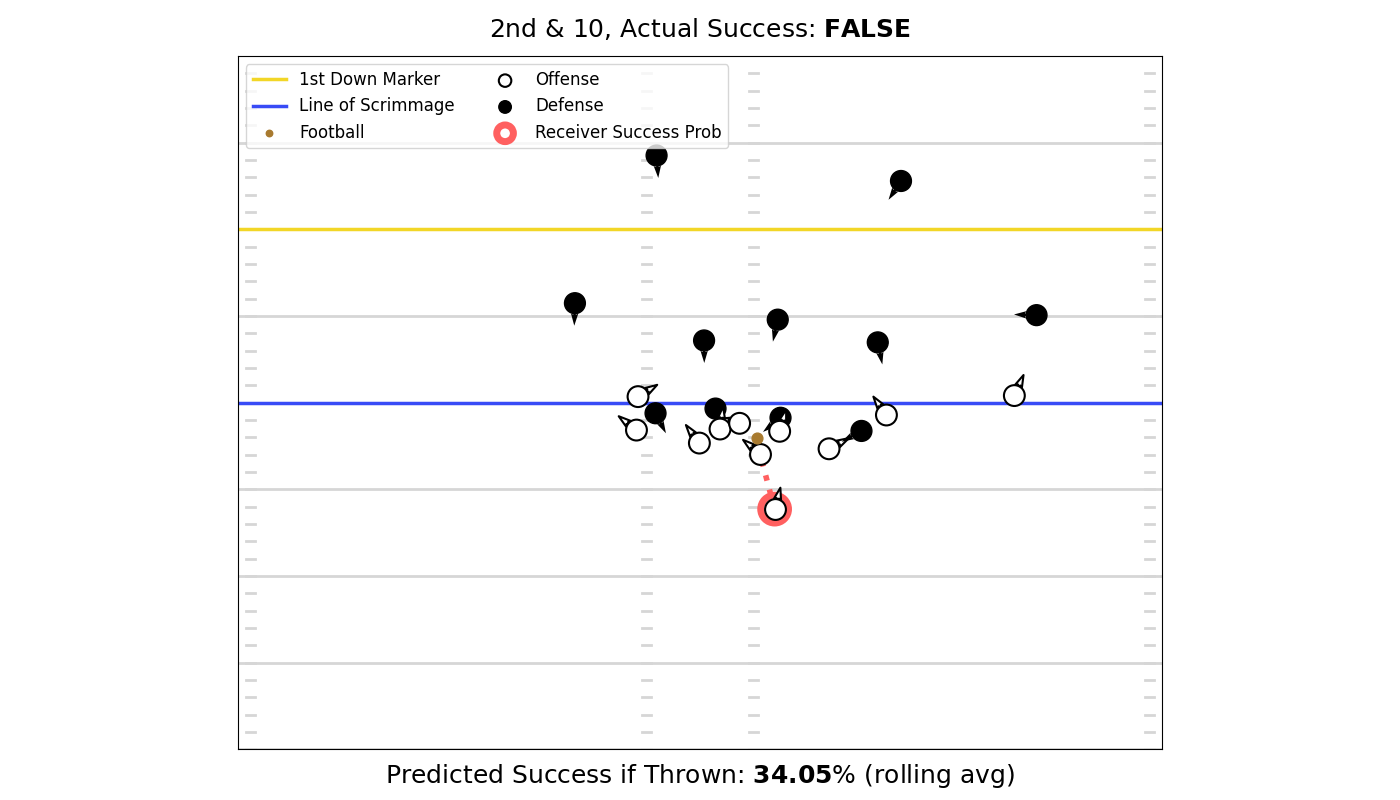 2nd & 10, Actual Success: FALSE
1st Down Marker
Line of Scrimmage
Football
Offense
Defense
Receiver Success Prob
Predicted Success if Thrown: 34.05% (rolling avg)